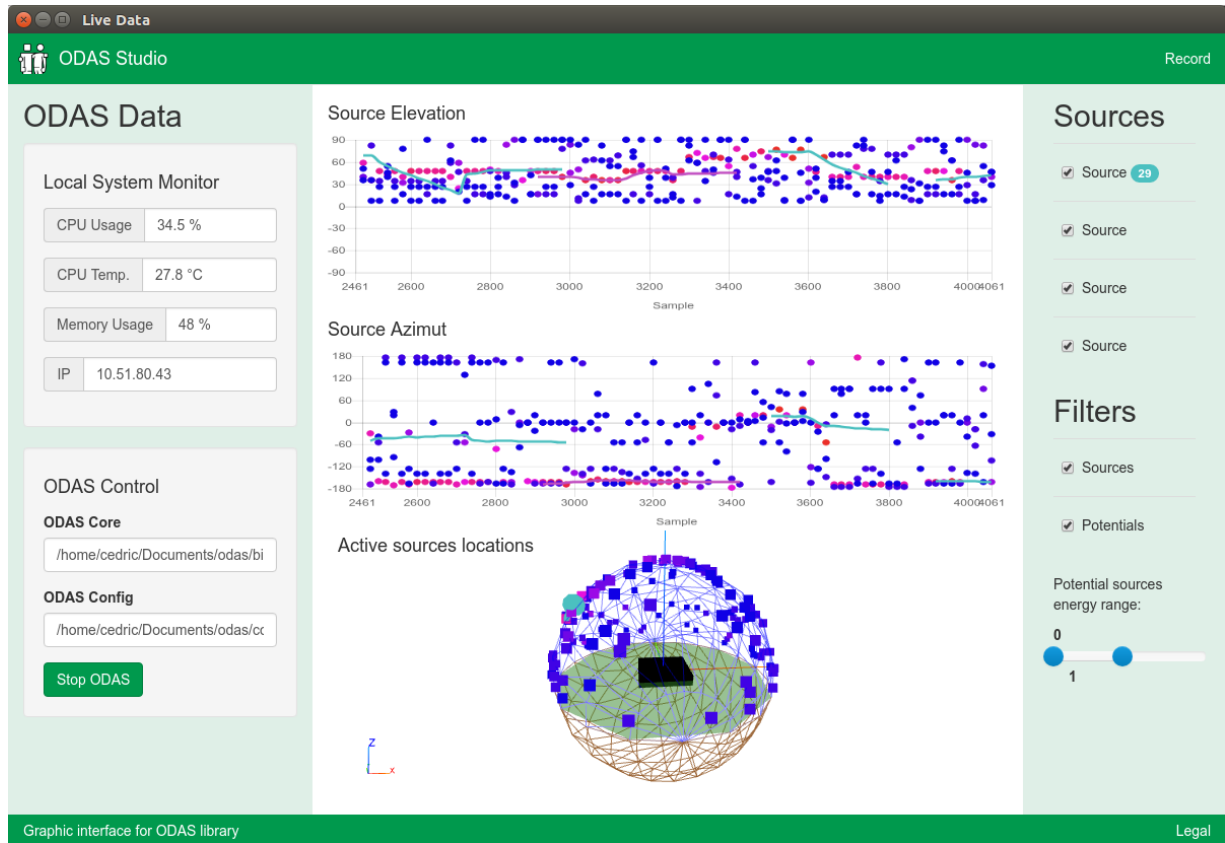 Live Data
ODAS Studio
Record
ODAS Data
Local System Monitor
CPU Usage 34.5 %
CPU Temp. 27.8 °C
Memory Usage 48 %
IP 10.51.80.43
ODAS Control
ODAS Core
/home/cedric/Documents/odas/bi
ODAS Config
/home/cedric/Documents/odas/cc
Stop ODAS
Source Elevation
90
60
30
0
-30
-60
-90
2461 2600 2800 3000 3200 3400 3600 3800 4000 4061
Sample
Source Azimut
180
120
60
0
-60
-120
-180
2461 2600 2800 3000 3200 3400 3600 3800 4000 4061
Sample
Active sources locations
Z
X
Sources
Source 29
Source
Source
Source
Filters
Sources
Potentials
Potential sources
energy range:
0
1
Graphic interface for ODAS library
Legal